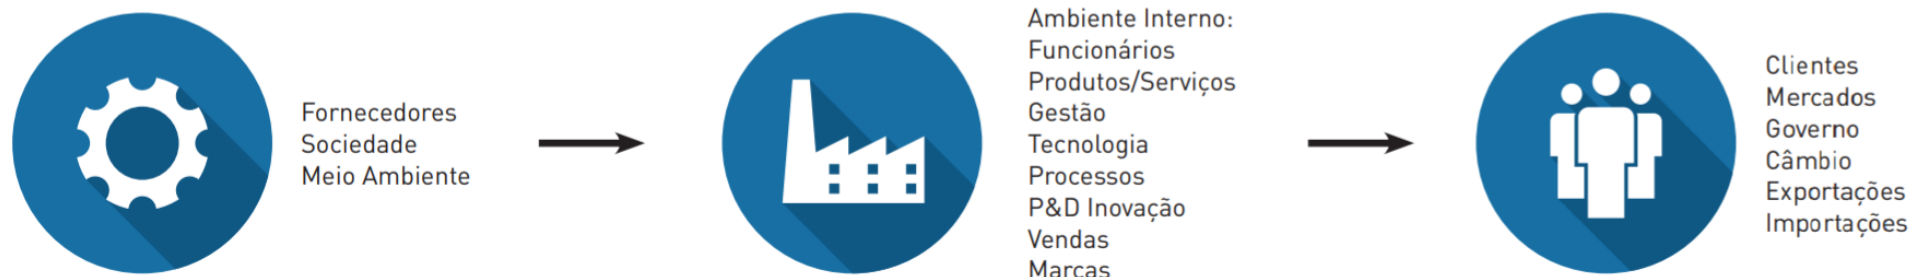 Fornecedores
Sociedade
Meio Ambiente
Ambiente Interno:
Funcionários
Produtos/Serviços
Gestão
Tecnologia
Processos
P&D Inovação
Vendas
Marcas
Clientes
Mercados
Governo
Câmbio
Exportações
Importações